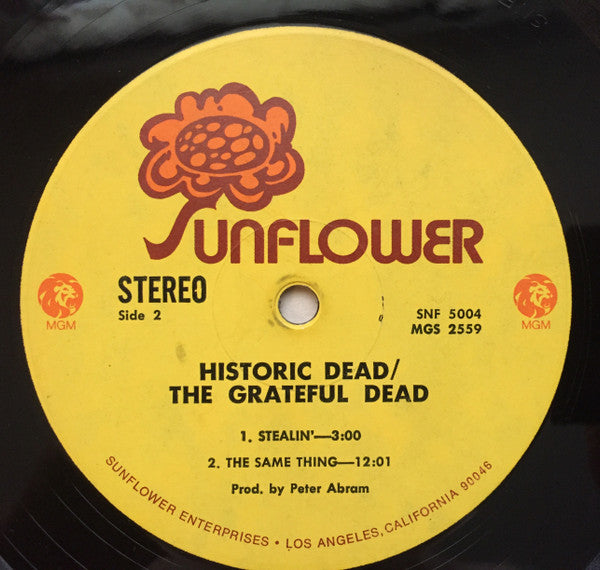 SUNFLOWER
STEREO
Side 2
SNF 5004
MGS 2559
MGM
MGM
HISTORIC DEAD/
THE GRATEFUL DEAD
1. STEALIN'—3:00
2. THE SAME THING—12:01
Prod. by Peter Abram
SUNFLOWER ENTERPRISES • LOS ANGELES, CALIFORNIA 90046